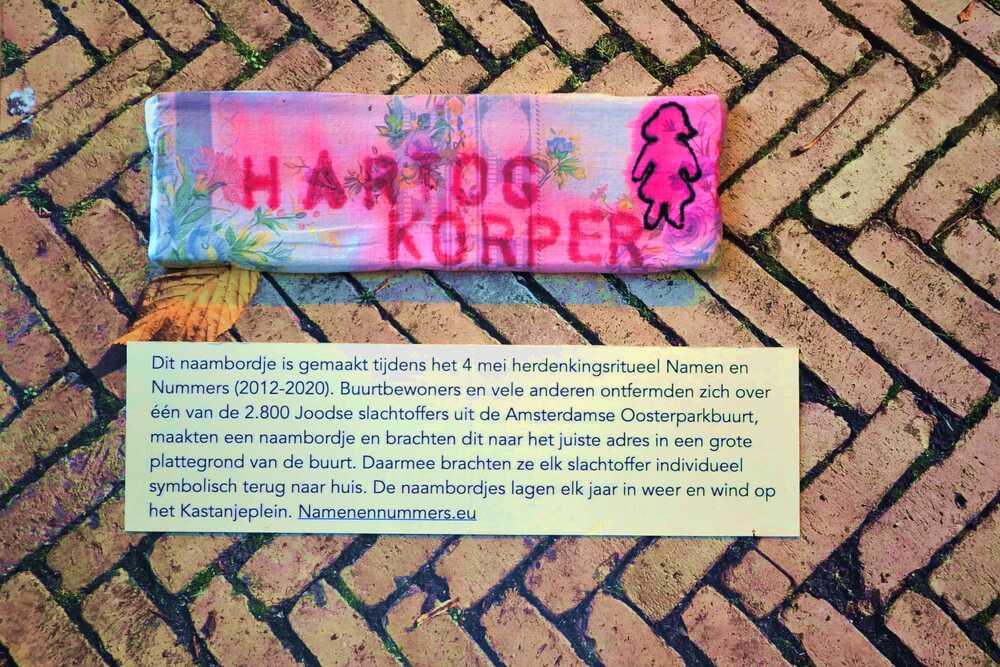 HARTOG
KORPER
Dit naambordje is gemaakt tijdens het 4 mei herdenkingsritueel Namen en
Nummers (2012-2020). Buurtbewoners en vele anderen ontfermden zich over
één van de 2.800 Joodse slachtoffers uit de Amsterdamse Oosterparkbuurt,
maakten een naambordje en brachten dit naar het juiste adres in een grote
plattegrond van de buurt. Daarmee brachten ze elk slachtoffer individueel
symbolisch terug naar huis. De naambordjes lagen elk jaar in weer en wind op
het Kastanjeplein. Namenennummers.eu